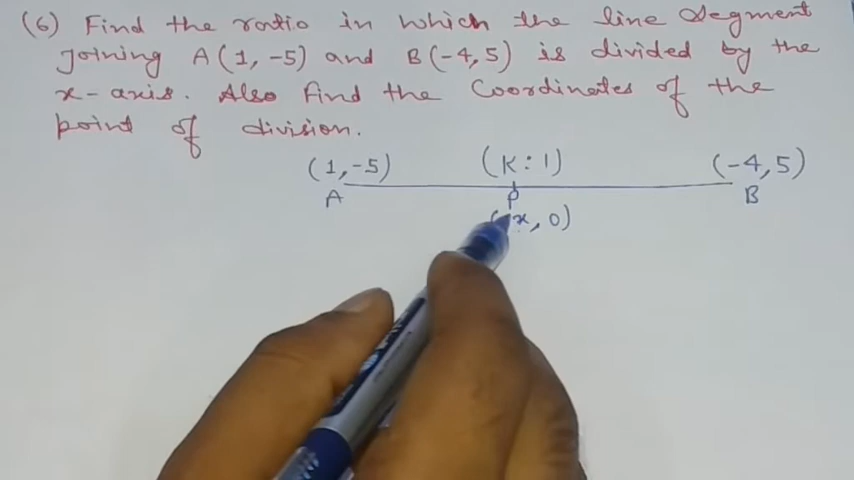 (6) Find the ratio in which the line segment
joining A(1, -5) and B(-4, 5) is divided by the
x-axis. Also find the coordinates of the
point of division.
(1, -5) (K : 1) (-4, 5)
A P B
(x, 0)